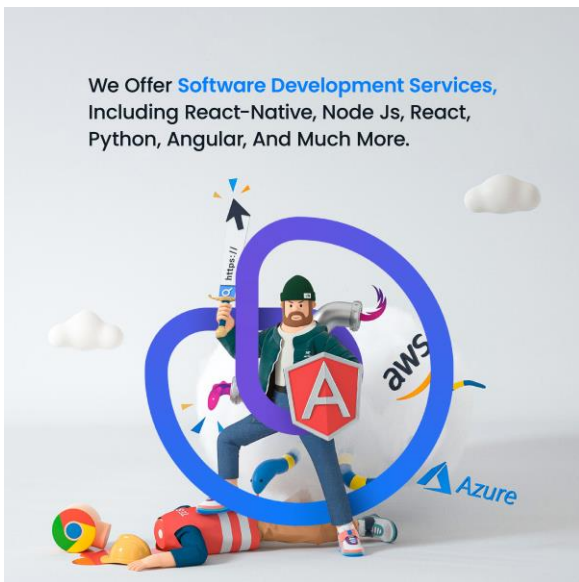 We Offer Software Development Services,
Including React-Native, Node Js, React,
Python, Angular, And Much More.
https://
A
aws
Azure